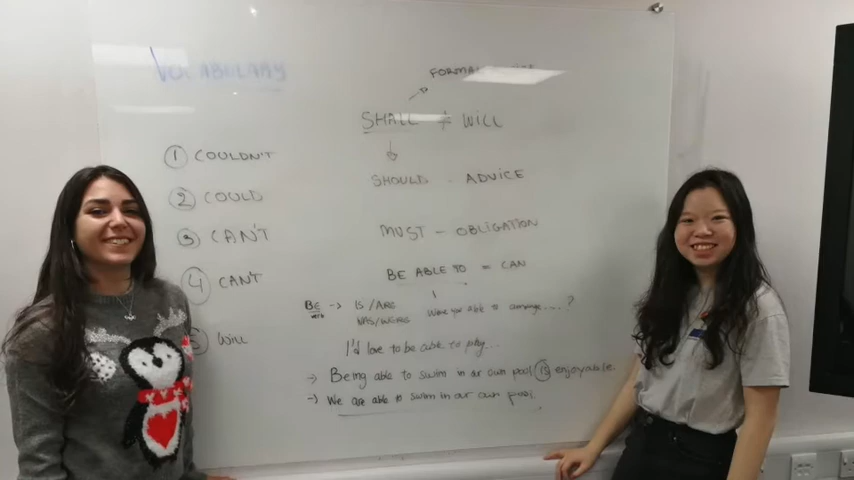 VOCABULARY
① COULDN'T
② COULD
③ CAN'T
④ CAN'T
⑤ WILL
FORMAL
SHALL ≠ WILL
SHOULD - ADVICE
MUST - OBLIGATION
BE ABLE TO = CAN
BE verb -> IS/ARE
WAS/WERE
Were you able to arrange.....?
I'd love to be able to play...
-> Being able to swim in our own pool is enjoyable.
-> We are able to swim in our own pool.